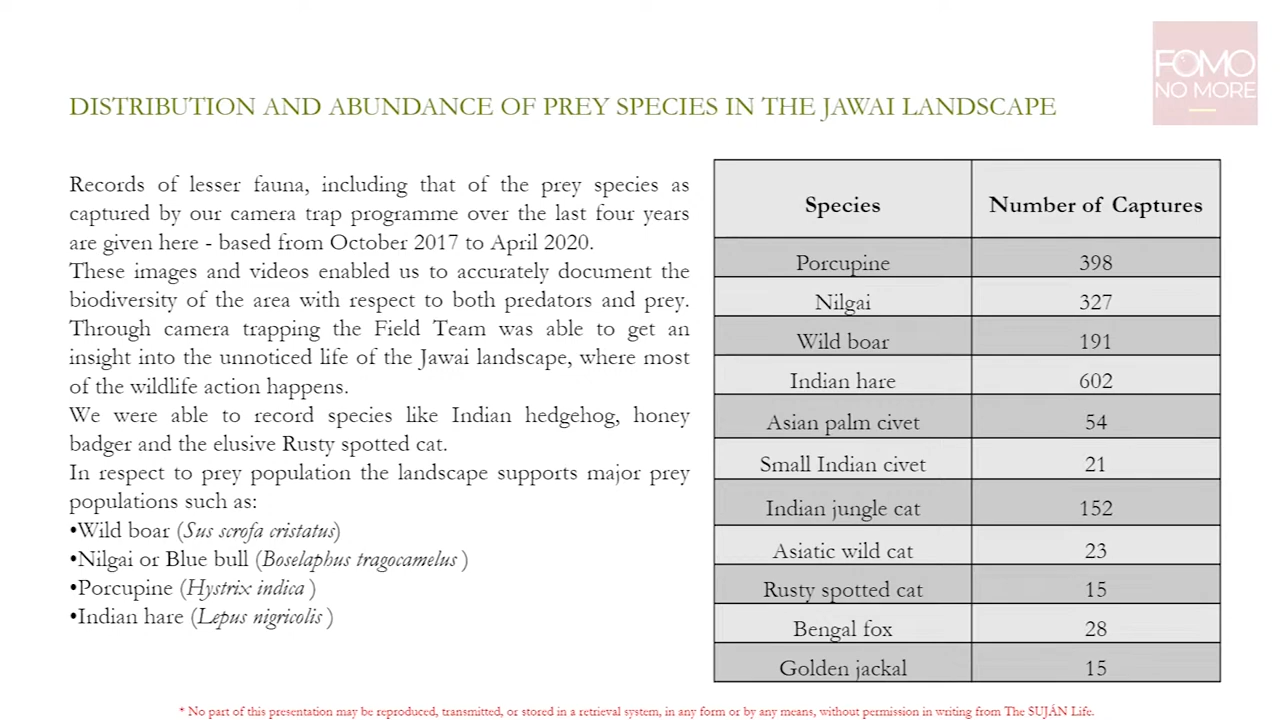 FOMO
NO MORE
DISTRIBUTION AND ABUNDANCE OF PREY SPECIES IN THE JAWAI LANDSCAPE
Records of lesser fauna, including that of the prey species as
captured by our camera trap programme over the last four years
are given here - based from October 2017 to April 2020.
These images and videos enabled us to accurately document the
biodiversity of the area with respect to both predators and prey.
Through camera trapping the Field Team was able to get an
insight into the unnoticed life of the Jawai landscape, where most
of the wildlife action happens.
We were able to record species like Indian hedgehog, honey
badger and the elusive Rusty spotted cat.
In respect to prey population the landscape supports major prey
populations such as:
•Wild boar (Sus scrofa cristatus)
•Nilgai or Blue bull (Boselaphus tragocamelus )
•Porcupine (Hystrix indica )
•Indian hare (Lepus nigricolis )
Species Number of Captures
Porcupine 398
Nilgai 327
Wild boar 191
Indian hare 602
Asian palm civet 54
Small Indian civet 21
Indian jungle cat 152
Asiatic wild cat 23
Rusty spotted cat 15
Bengal fox 28
Golden jackal 15
* No part of this presentation may be reproduced, transmitted, or stored in a retrieval system, in any form or by any means, without permission in writing from The SUJÁN Life.